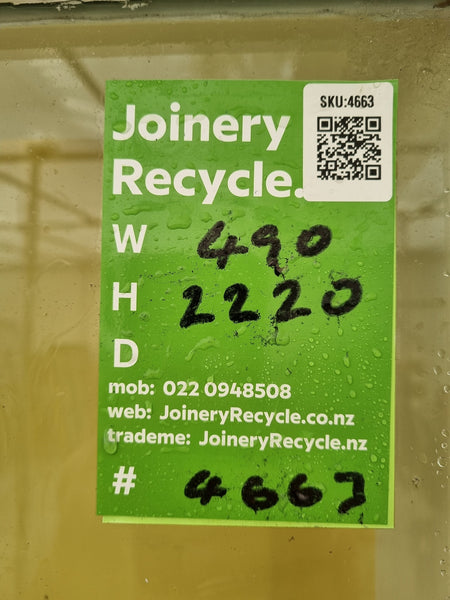 SKU:4663
Joinery
Recycle.
W 490
H 2220
D
mob: 022 0948508
web: JoineryRecycle.co.nz
trademe: JoineryRecycle.nz
# 4663